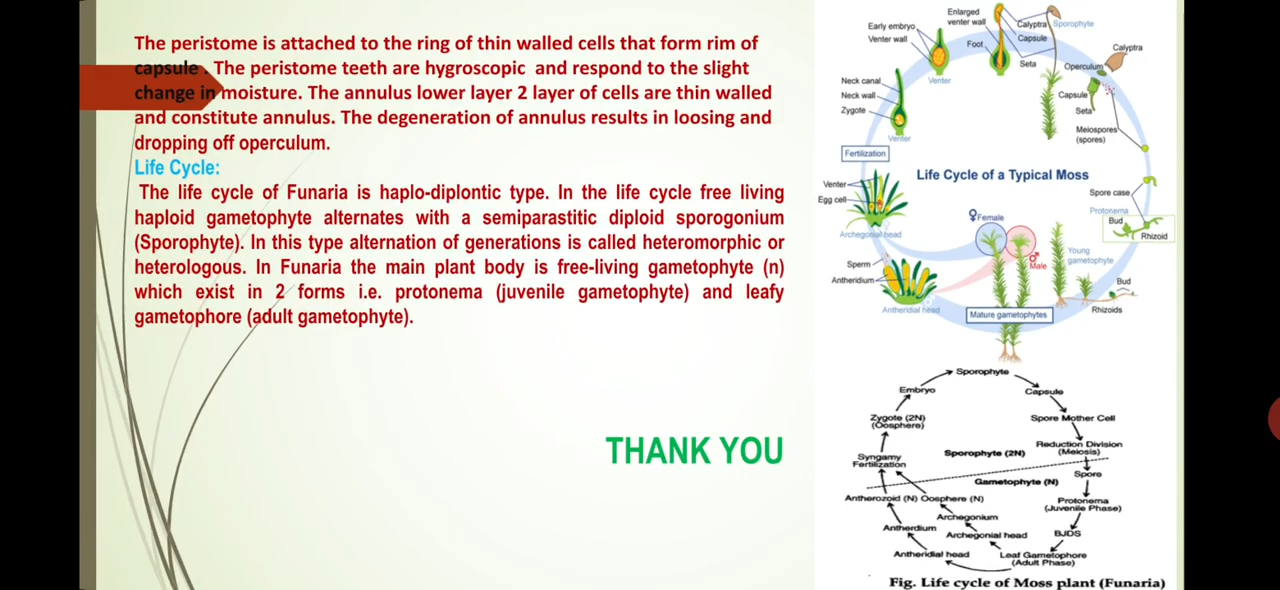 The peristome is attached to the ring of thin walled cells that form rim of
capsule . The peristome teeth are hygroscopic and respond to the slight
change in moisture. The annulus lower layer 2 layer of cells are thin walled
and constitute annulus. The degeneration of annulus results in loosing and
dropping off operculum.
Life Cycle:
The life cycle of Funaria is haplo-diplontic type. In the life cycle free living
haploid gametophyte alternates with a semiparastitic diploid sporogonium
(Sporophyte). In this type alternation of generations is called heteromorphic or
heterologous. In Funaria the main plant body is free-living gametophyte (n)
which exist in 2 forms i.e. protonema (juvenile gametophyte) and leafy
gametophore (adult gametophyte).
THANK YOU
Early embryo
Venter wall
Venter
Enlarged
venter wall
Foot
Calyptra
Capsule
Seta
Sporophyte
Calyptra
Operculum
Capsule
Seta
Meiospores
(spores)
Neck canal
Neck wall
Zygote
Venter
Fertilization
Life Cycle of a Typical Moss
Venter
Egg cell
Archegonial head
Sperm
Antheridium
Antheridial head
♀Female
♂
Male
Mature gametophytes
Young
gametophyte
Spore case
Protonema
Bud
Rhizoid
Bud
Rhizoids
Sporophyte
Embryo
Capsule
Zygote (2N)
(Oosphere)
Spore Mother Cell
Reduction Division
(Meiosis)
Sporophyte (2N)
Syngamy
Fertilization
Spore
Gametophyte (N)
Antherozoid (N) Oosphere (N)
Protonema
(Juvenile Phase)
Archegonium
Antherdium
Archegonial head
BJDS
Antheridial head
Leaf Gametophore
(Adult Phase)
Fig. Life cycle of Moss plant (Funaria)